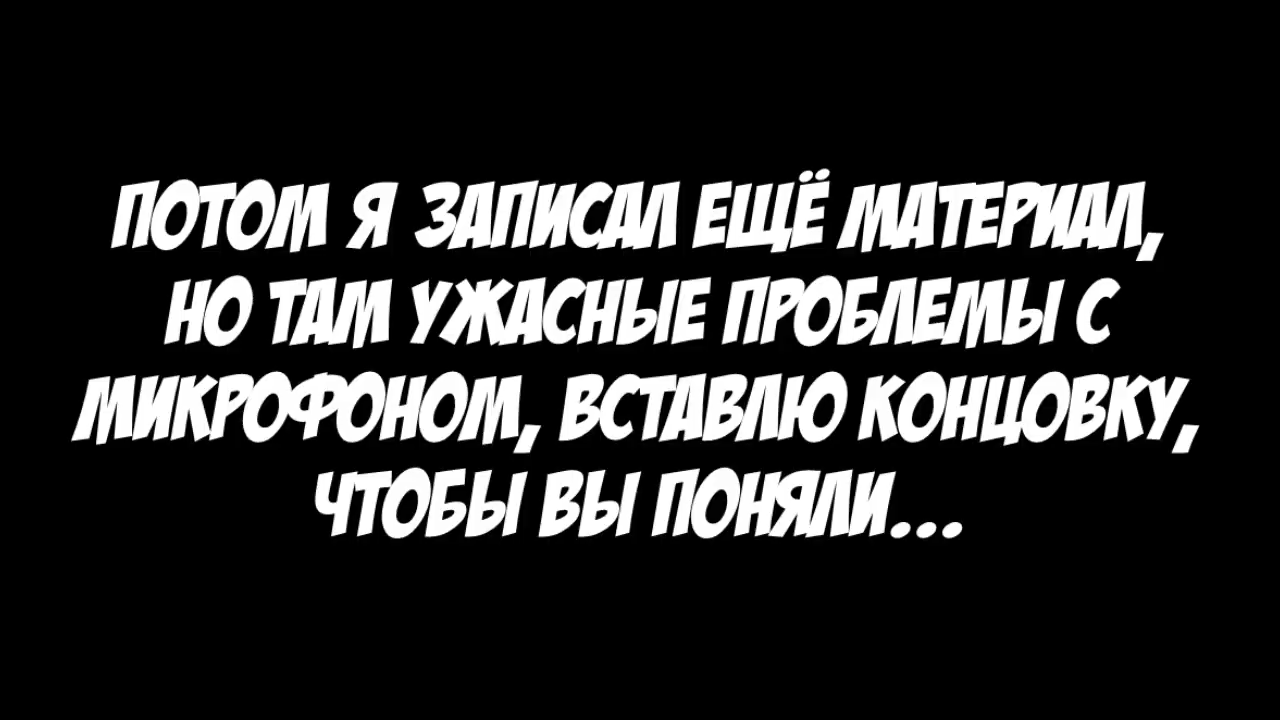 ПОТОМ Я ЗАПИСАЛ ЕЩЁ МАТЕРИАЛ,
НО ТАМ УЖАСНЫЕ ПРОБЛЕМЫ С
МИКРОФОНОМ, ВСТАВЛЮ КОНЦОВКУ,
ЧТОБЫ ВЫ ПОНЯЛИ...